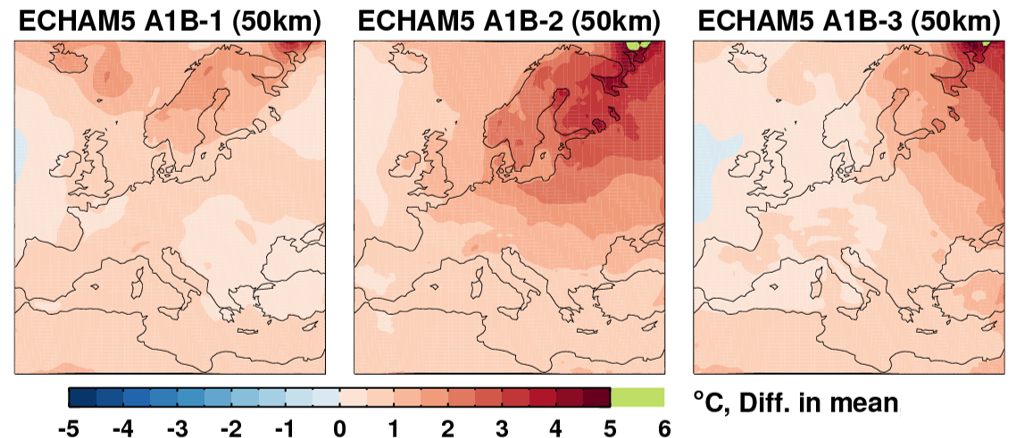 ECHAM5 A1B-1 (50km)
ECHAM5 A1B-2 (50km)
ECHAM5 A1B-3 (50km)
-5 -4 -3 -2 -1 0 1 2 3 4 5 6
°C, Diff. in mean